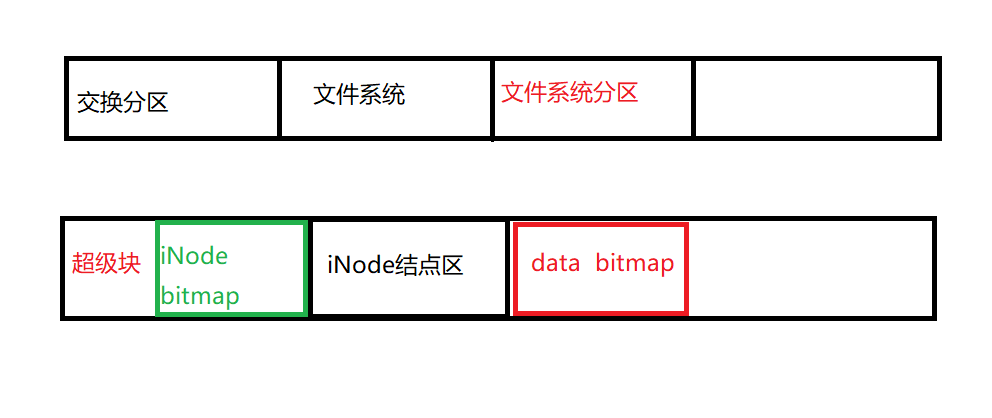 交换分区
文件系统
文件系统分区
超级块
iNode
bitmap
iNode结点区
data bitmap